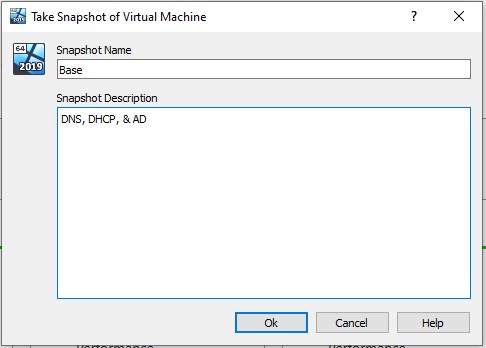 Take Snapshot of Virtual Machine
?
64
2019
Snapshot Name
Base
Snapshot Description
DNS, DHCP, & AD
Ok
Cancel
Help